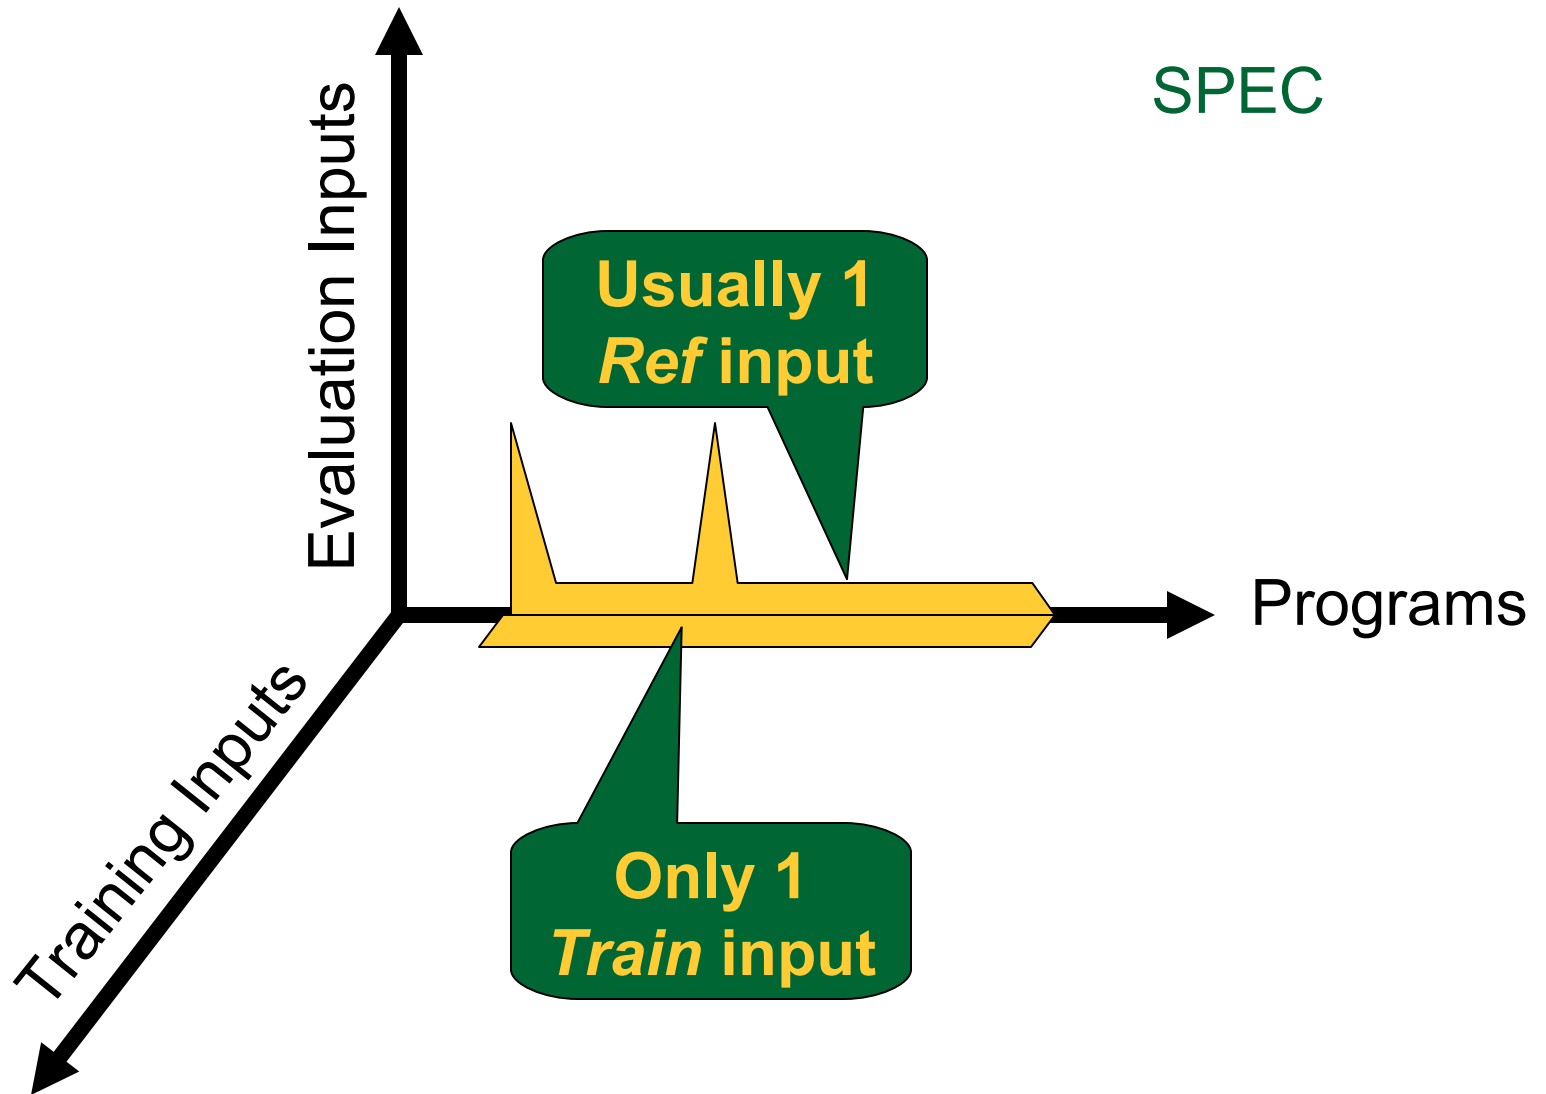 SPEC
Evaluation Inputs
Usually 1
Ref input
Programs
Training Inputs
Only 1
Train input